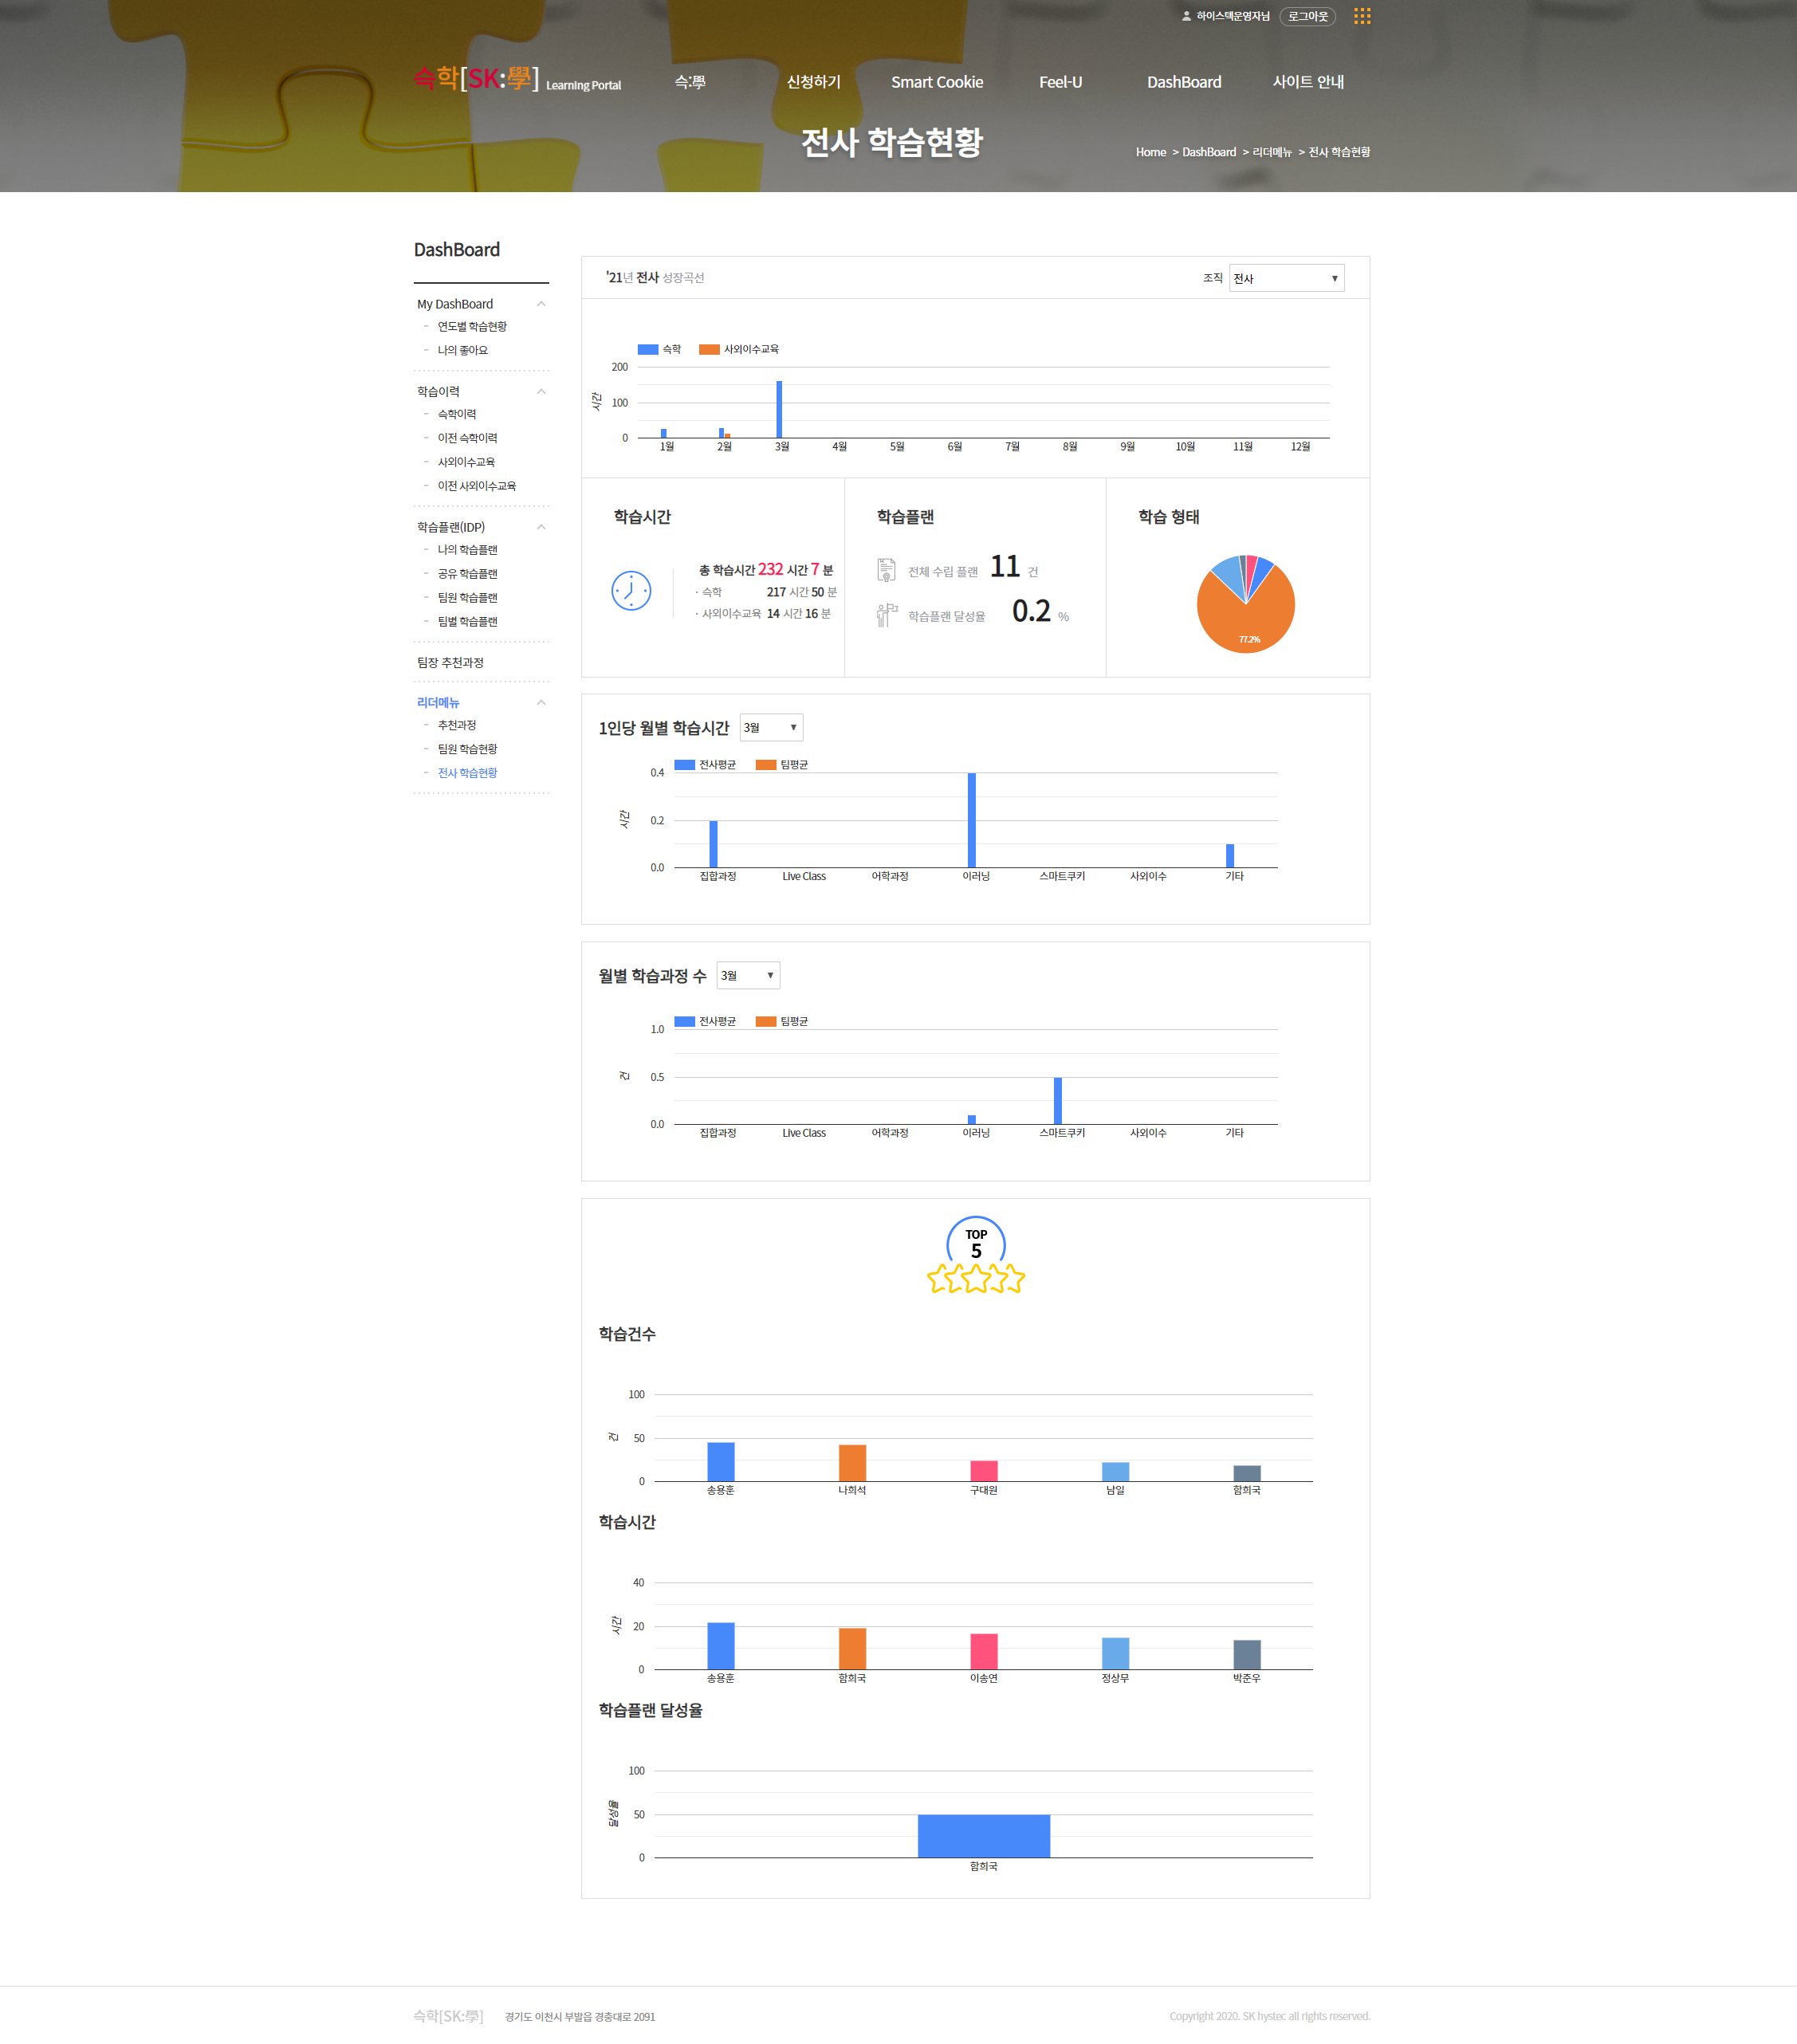 하이스텍운영자님 로그아웃
슥학[SK:學] Learning Portal 슥:學 신청하기 Smart Cookie Feel-U DashBoard 사이트 안내
전사 학습현황
Home > DashBoard > 리더메뉴 > 전사 학습현황
DashBoard
My DashBoard
연도별 학습현황
나의 좋아요
학습이력
슥학이력
이전 슥학이력
사외이수교육
이전 사외이수교육
학습플랜(IDP)
나의 학습플랜
공유 학습플랜
팀원 학습플랜
팀별 학습플랜
팀장 추천과정
리더메뉴
추천과정
팀원 학습현황
전사 학습현황
'21년 전사 성장곡선
조직 전사
슥학 사외이수교육
200
100
0
시간
1월 2월 3월 4월 5월 6월 7월 8월 9월 10월 11월 12월
학습시간
총 학습시간 232 시간 7 분
· 슥학 217 시간 50 분
· 사외이수교육 14 시간 16 분
학습플랜
전체 수립 플랜 11 건
학습플랜 달성율 0.2 %
학습 형태
77.2%
1인당 월별 학습시간 3월
전사평균 팀평균
0.4
0.2
0.0
시간
집합과정 Live Class 어학과정 이러닝 스마트쿠키 사외이수 기타
월별 학습과정 수 3월
전사평균 팀평균
1.0
0.5
0.0
건
집합과정 Live Class 어학과정 이러닝 스마트쿠키 사외이수 기타
TOP
5
학습건수
100
50
0
건
송용훈 나희석 구대원 남일 함희국
학습시간
40
20
0
시간
송용훈 함희국 이송연 정상무 박준우
학습플랜 달성율
100
50
0
달성율
함희국
슥학[SK:學] 경기도 이천시 부발읍 경충대로 2091
Copyright 2020. SK hystec all rights reserved.